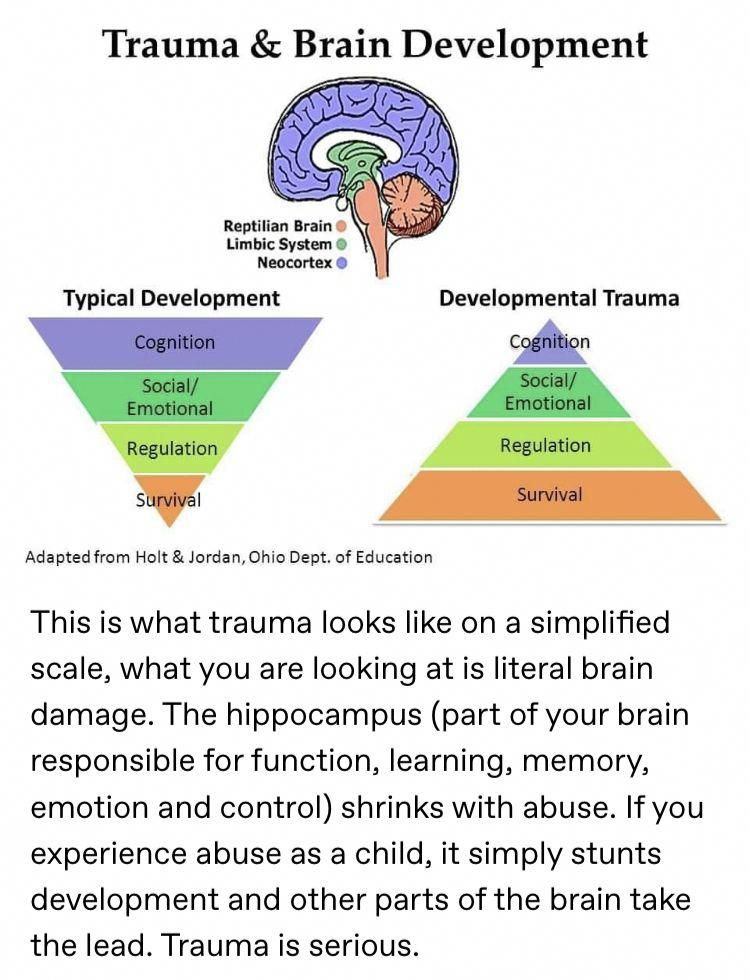 Trauma & Brain Development
Reptilian Brain
Limbic System
Neocortex
Typical Development
Cognition
Social/
Emotional
Regulation
Survival
Developmental Trauma
Cognition
Social/
Emotional
Regulation
Survival
Adapted from Holt & Jordan, Ohio Dept. of Education
This is what trauma looks like on a simplified
scale, what you are looking at is literal brain
damage. The hippocampus (part of your brain
responsible for function, learning, memory,
emotion and control) shrinks with abuse. If you
experience abuse as a child, it simply stunts
development and other parts of the brain take
the lead. Trauma is serious.